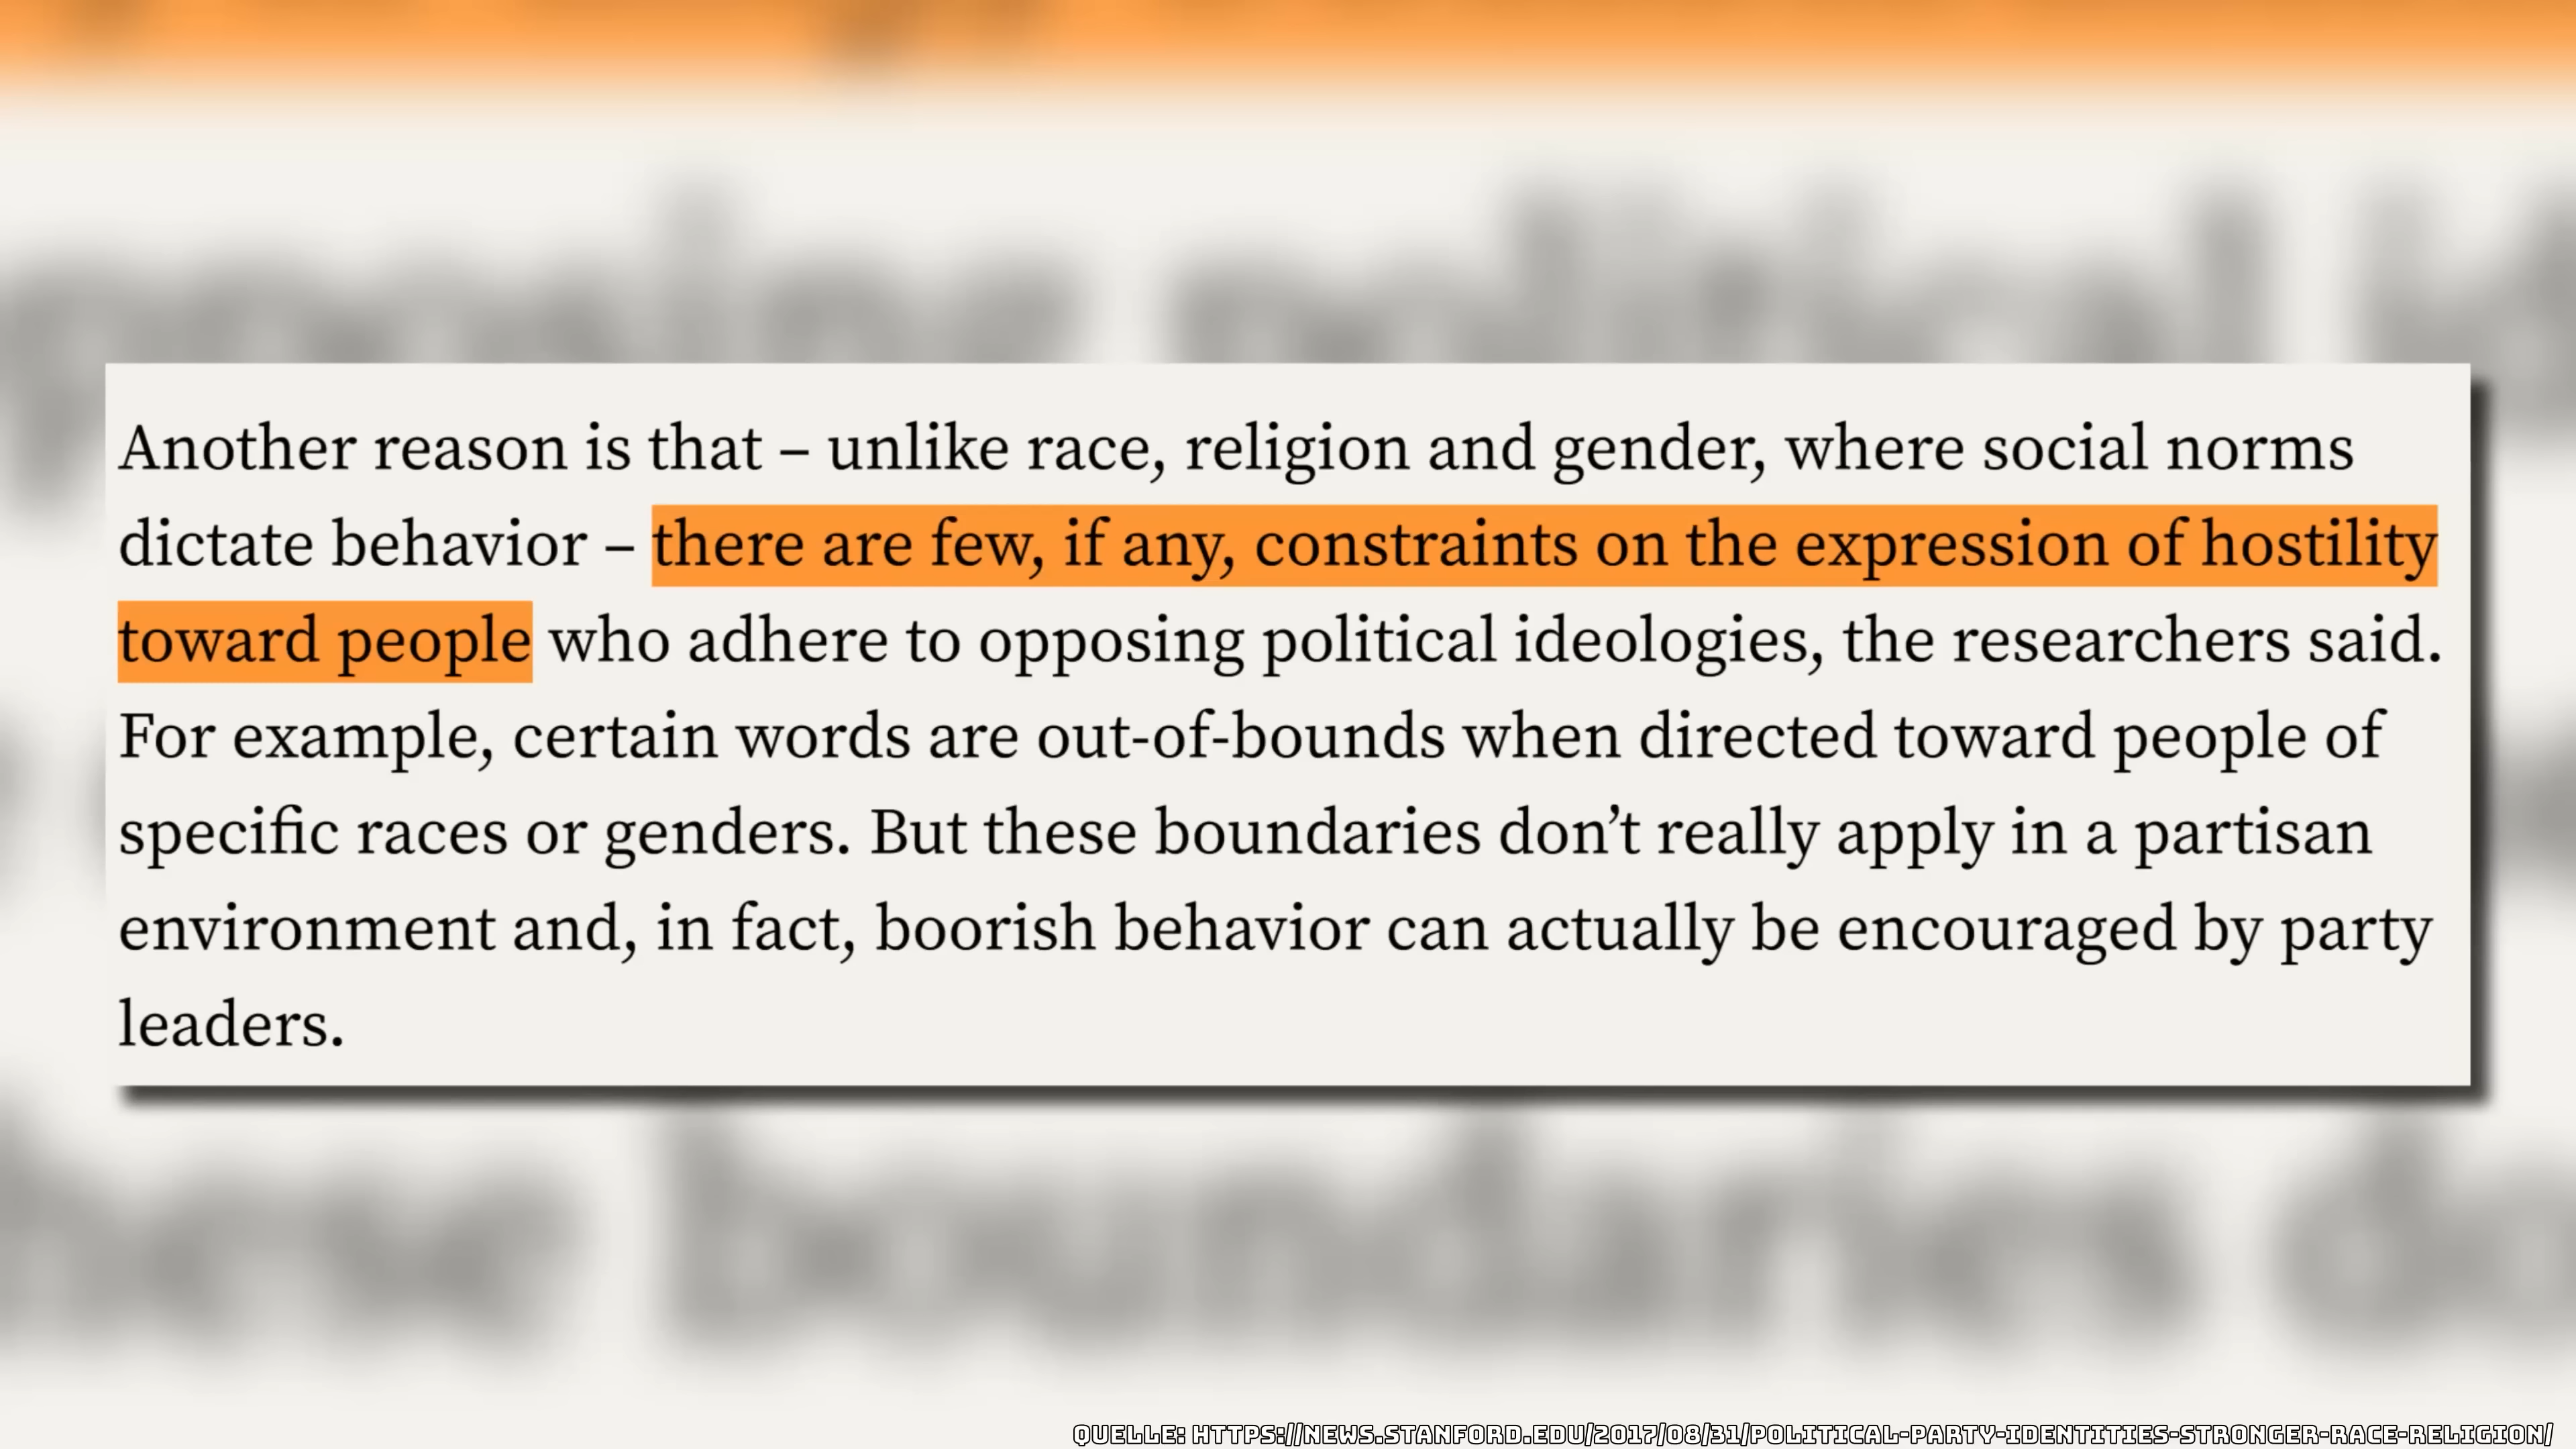 Another reason is that – unlike race, religion and gender, where social norms
dictate behavior – there are few, if any, constraints on the expression of hostility
toward people who adhere to opposing political ideologies, the researchers said.
For example, certain words are out-of-bounds when directed toward people of
specific races or genders. But these boundaries don’t really apply in a partisan
environment and, in fact, boorish behavior can actually be encouraged by party
leaders.
QUELLE: HTTPS://NEWS.STANFORD.EDU/2017/08/31/POLITICAL-PARTY-IDENTITIES-STRONGER-RACE-RELIGION/